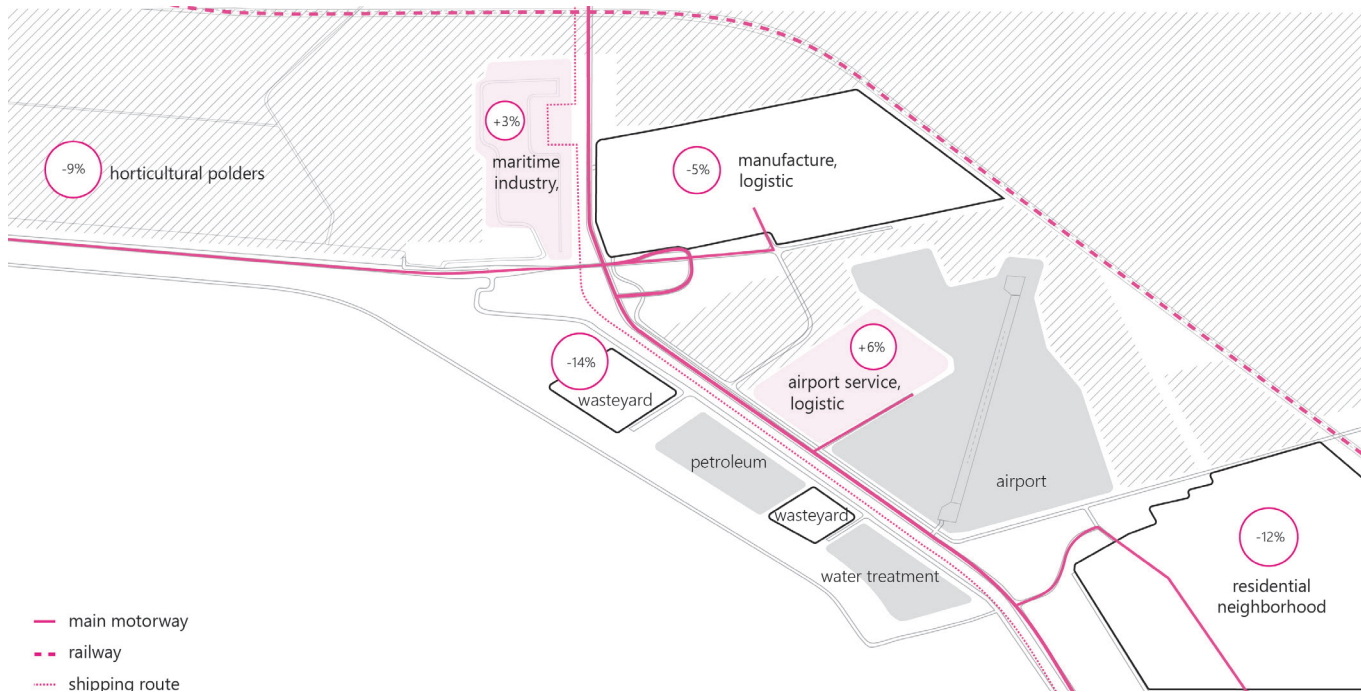 +3%
maritime
industry,
-9%
horticultural polders
-5%
manufacture,
logistic
+6%
airport service,
logistic
-14%
wasteyard
petroleum
wasteyard
water treatment
airport
-12%
residential
neighborhood
main motorway
railway
shipping route